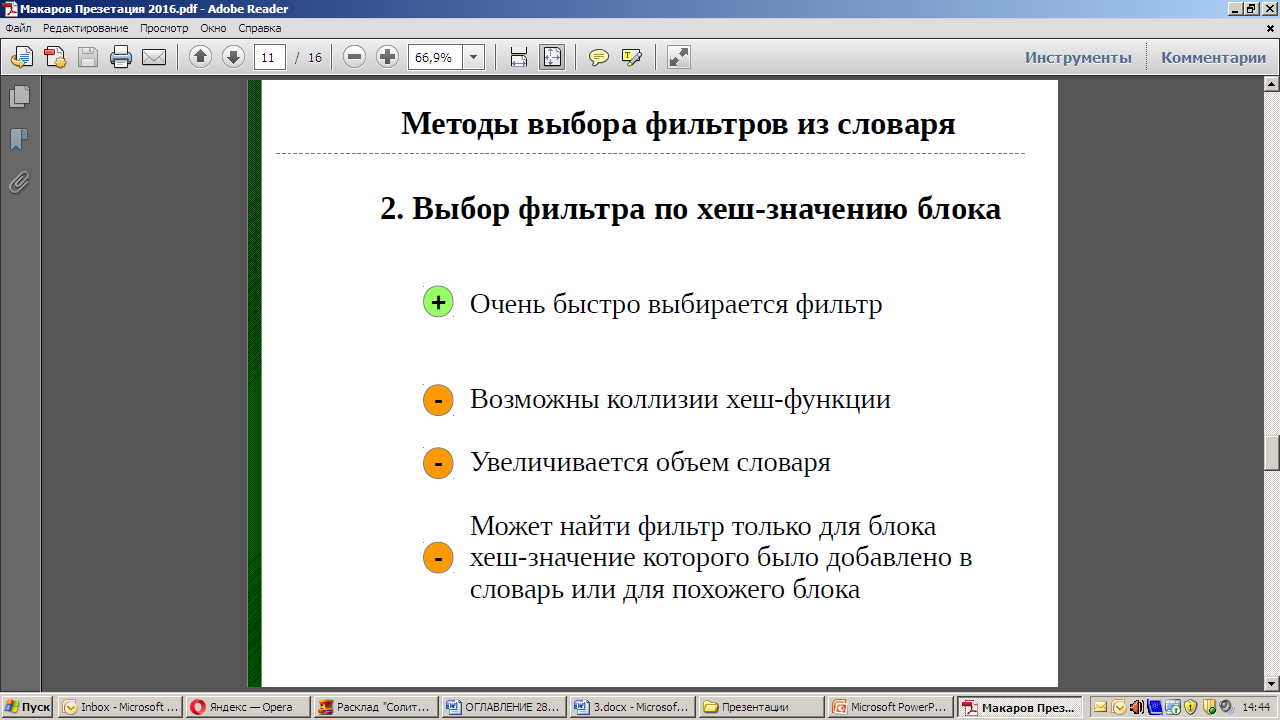 Макаров Презетация 2016.pdf - Adobe Reader
Файл Редактирование Просмотр Окно Справка
11 / 16 66,9% Инструменты Комментарии
Методы выбора фильтров из словаря
2. Выбор фильтра по хеш-значению блока
+ Очень быстро выбирается фильтр
- Возможны коллизии хеш-функции
- Увеличивается объем словаря
Может найти фильтр только для блока
- хеш-значение которого было добавлено в
словарь или для похожего блока
Пуск Inbox - Microsoft ... Яндекс — Opera Расклад "Солит... ОГЛАВЛЕНИЕ 28... 3.docx - Microsof... Презентации Microsoft PowerP... Макаров През... 14:44